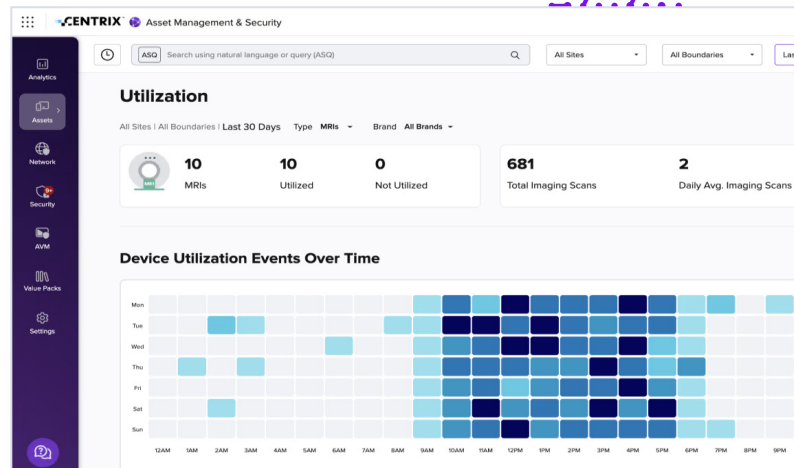 CENTRIX Asset Management & Security
ASQ Search using natural language or query (ASQ) All Sites All Boundaries Las
Analytics
Assets
Network
9+
Security
AVM
Value Packs
Settings
Utilization
All Sites | All Boundaries | Last 30 Days Type MRIs Brand All Brands
10 10 0 681 2
MRI
MRIs Utilized Not Utilized Total Imaging Scans Daily Avg. Imaging Scans
Device Utilization Events Over Time
Mon
Tue
Wed
Thu
Fri
Sat
Sun
12AM 1AM 2AM 3AM 4AM 5AM 6AM 7AM 8AM 9AM 10AM 11AM 12PM 1PM 2PM 3PM 4PM 5PM 6PM 7PM 8PM 9PM